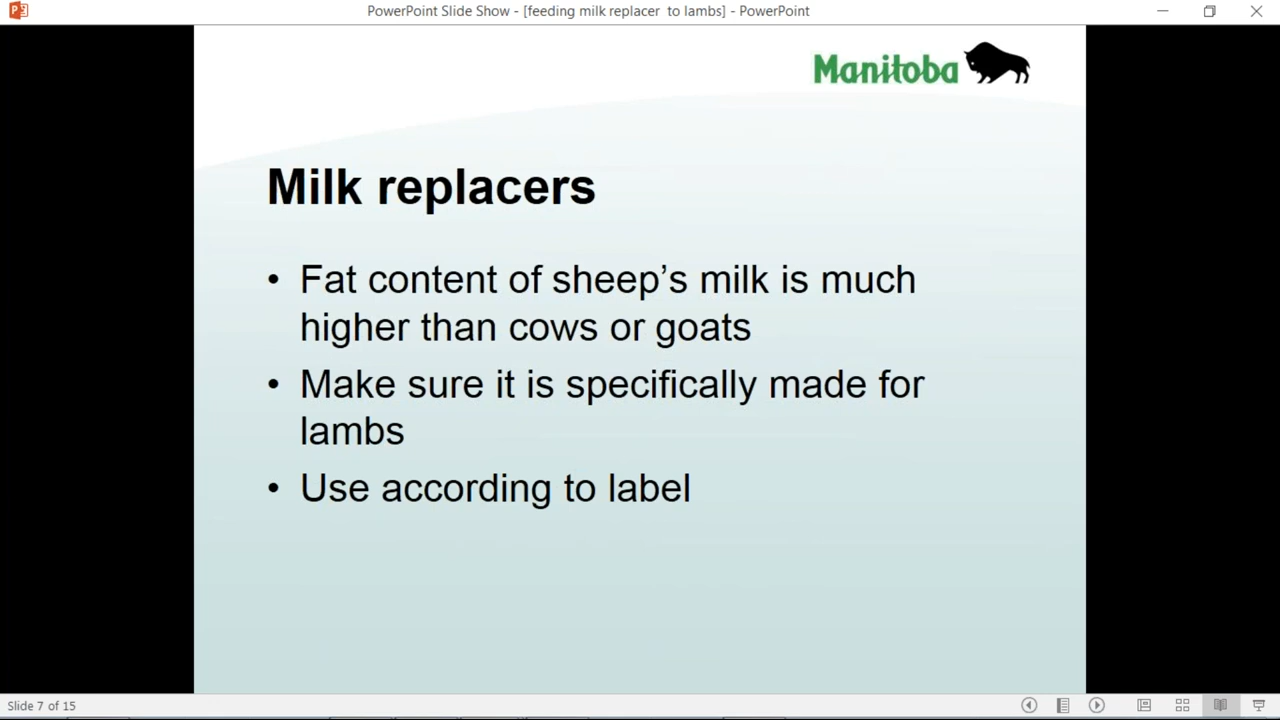 PowerPoint Slide Show - [feeding milk replacer  to lambs] - PowerPoint
Manitoba
Milk replacers
• Fat content of sheep’s milk is much
higher than cows or goats
• Make sure it is specifically made for
lambs
• Use according to label
Slide 7 of 15